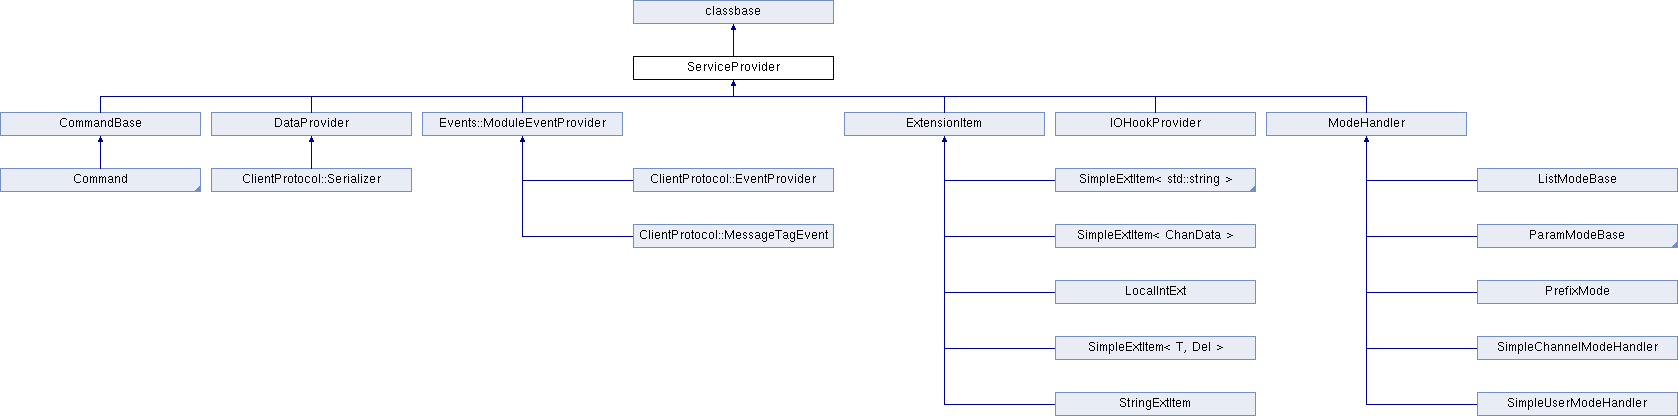 classbase
ServiceProvider
CommandBase
DataProvider
Events::ModuleEventProvider
ExtensionItem
IOHookProvider
ModeHandler
Command
ClientProtocol::Serializer
ClientProtocol::EventProvider
SimpleExtItem< std::string >
ListModeBase
ClientProtocol::MessageTagEvent
SimpleExtItem< ChanData >
ParamModeBase
LocalIntExt
PrefixMode
SimpleExtItem< T, Del >
SimpleChannelModeHandler
StringExtItem
SimpleUserModeHandler